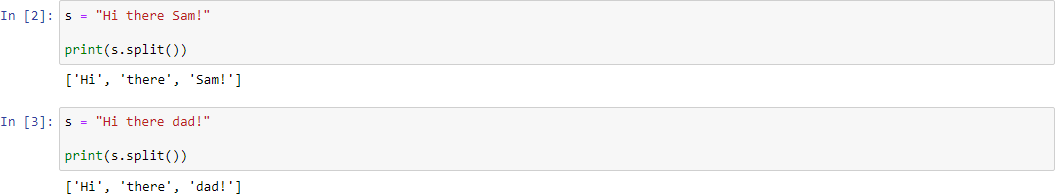 In [2]: s = "Hi there Sam!"
print(s.split())
['Hi', 'there', 'Sam!']
In [3]: s = "Hi there dad!"
print(s.split())
['Hi', 'there', 'dad!']